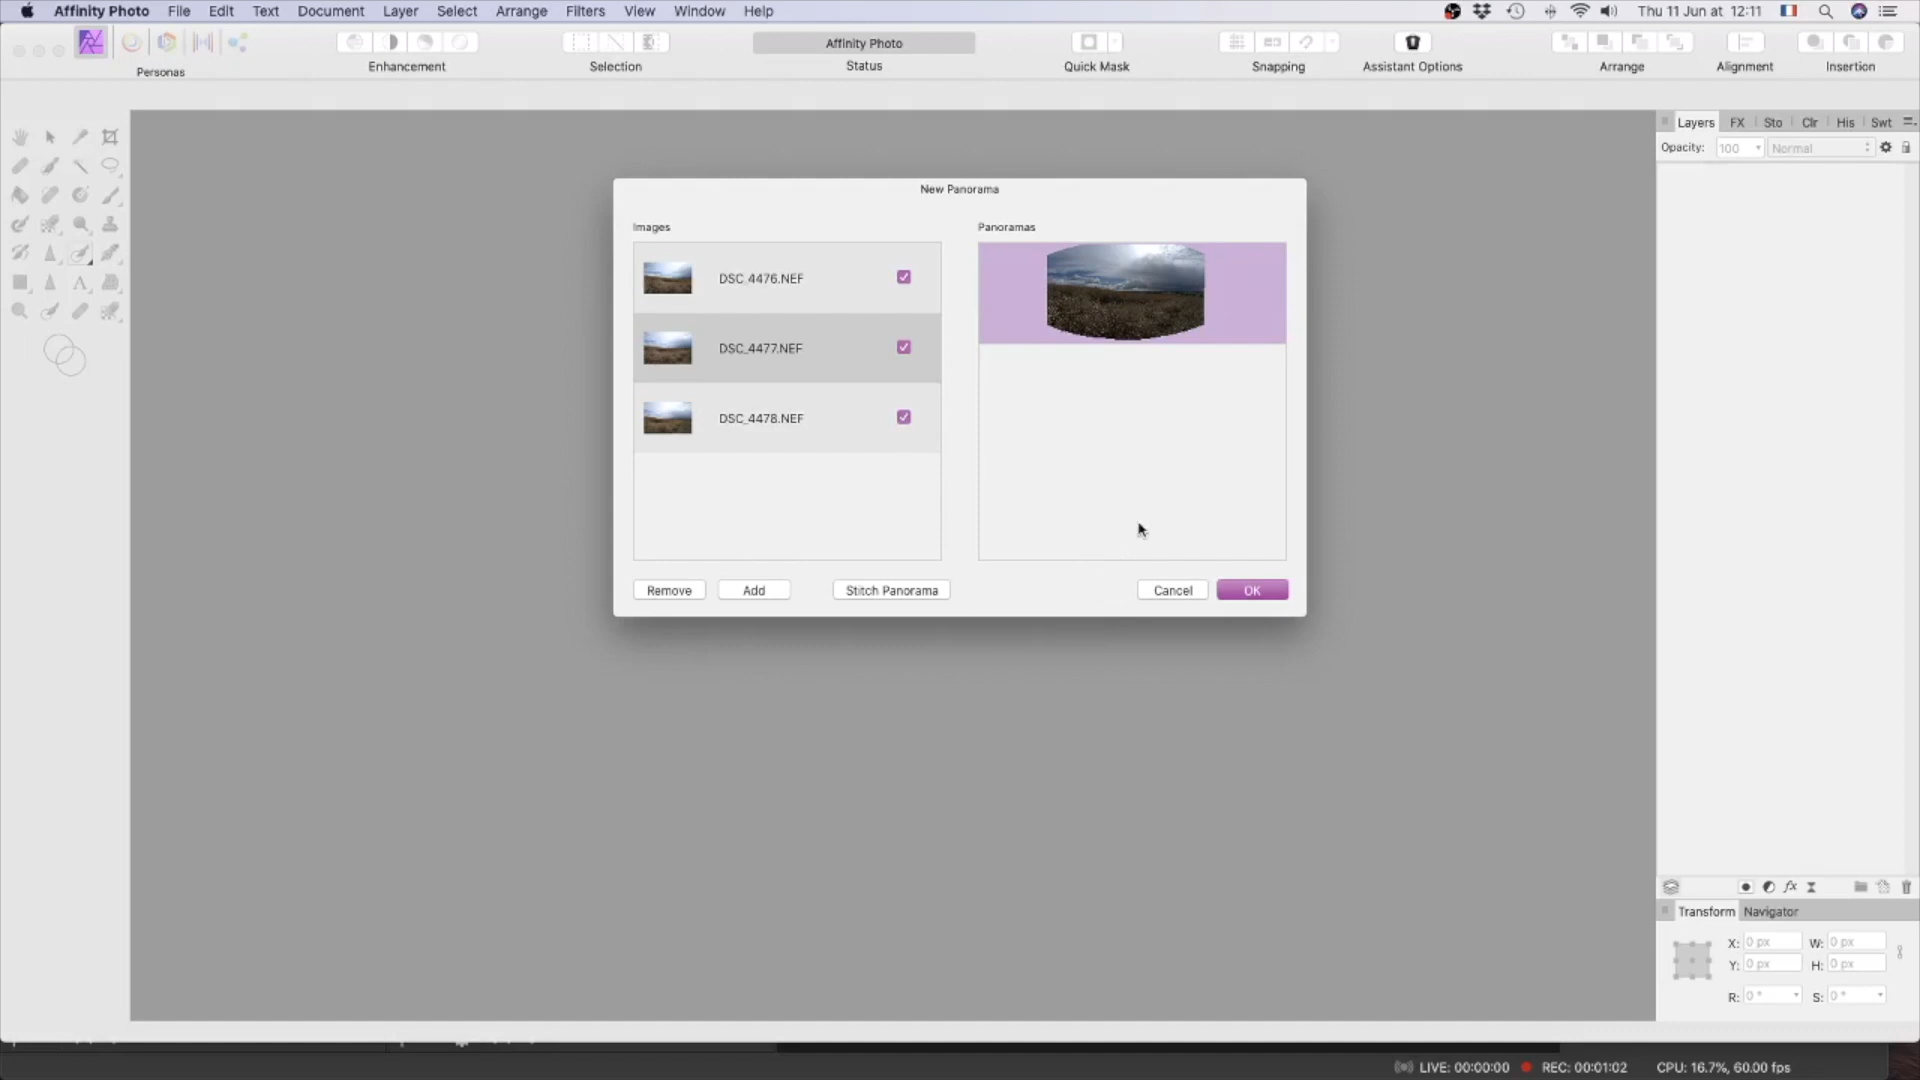 Affinity Photo File Edit Text Document Layer Select Arrange Filters View Window Help Thu 11 Jun at 12:11
Affinity Photo
Personas Enhancement Selection Status Quick Mask Snapping Assistant Options Arrange Alignment Insertion
Layers FX Sto Clr His Swt
Opacity: 100 Normal
New Panorama
Images Panoramas
DSC_4476.NEF
DSC_4477.NEF
DSC_4478.NEF
Remove Add Stitch Panorama Cancel OK
fx
Transform Navigator
X: 0 px W: 0 px
Y: 0 px H: 0 px
R: 0 ° S: 0 °
LIVE: 00:00:00 REC: 00:01:02 CPU: 16.7%, 60.00 fps